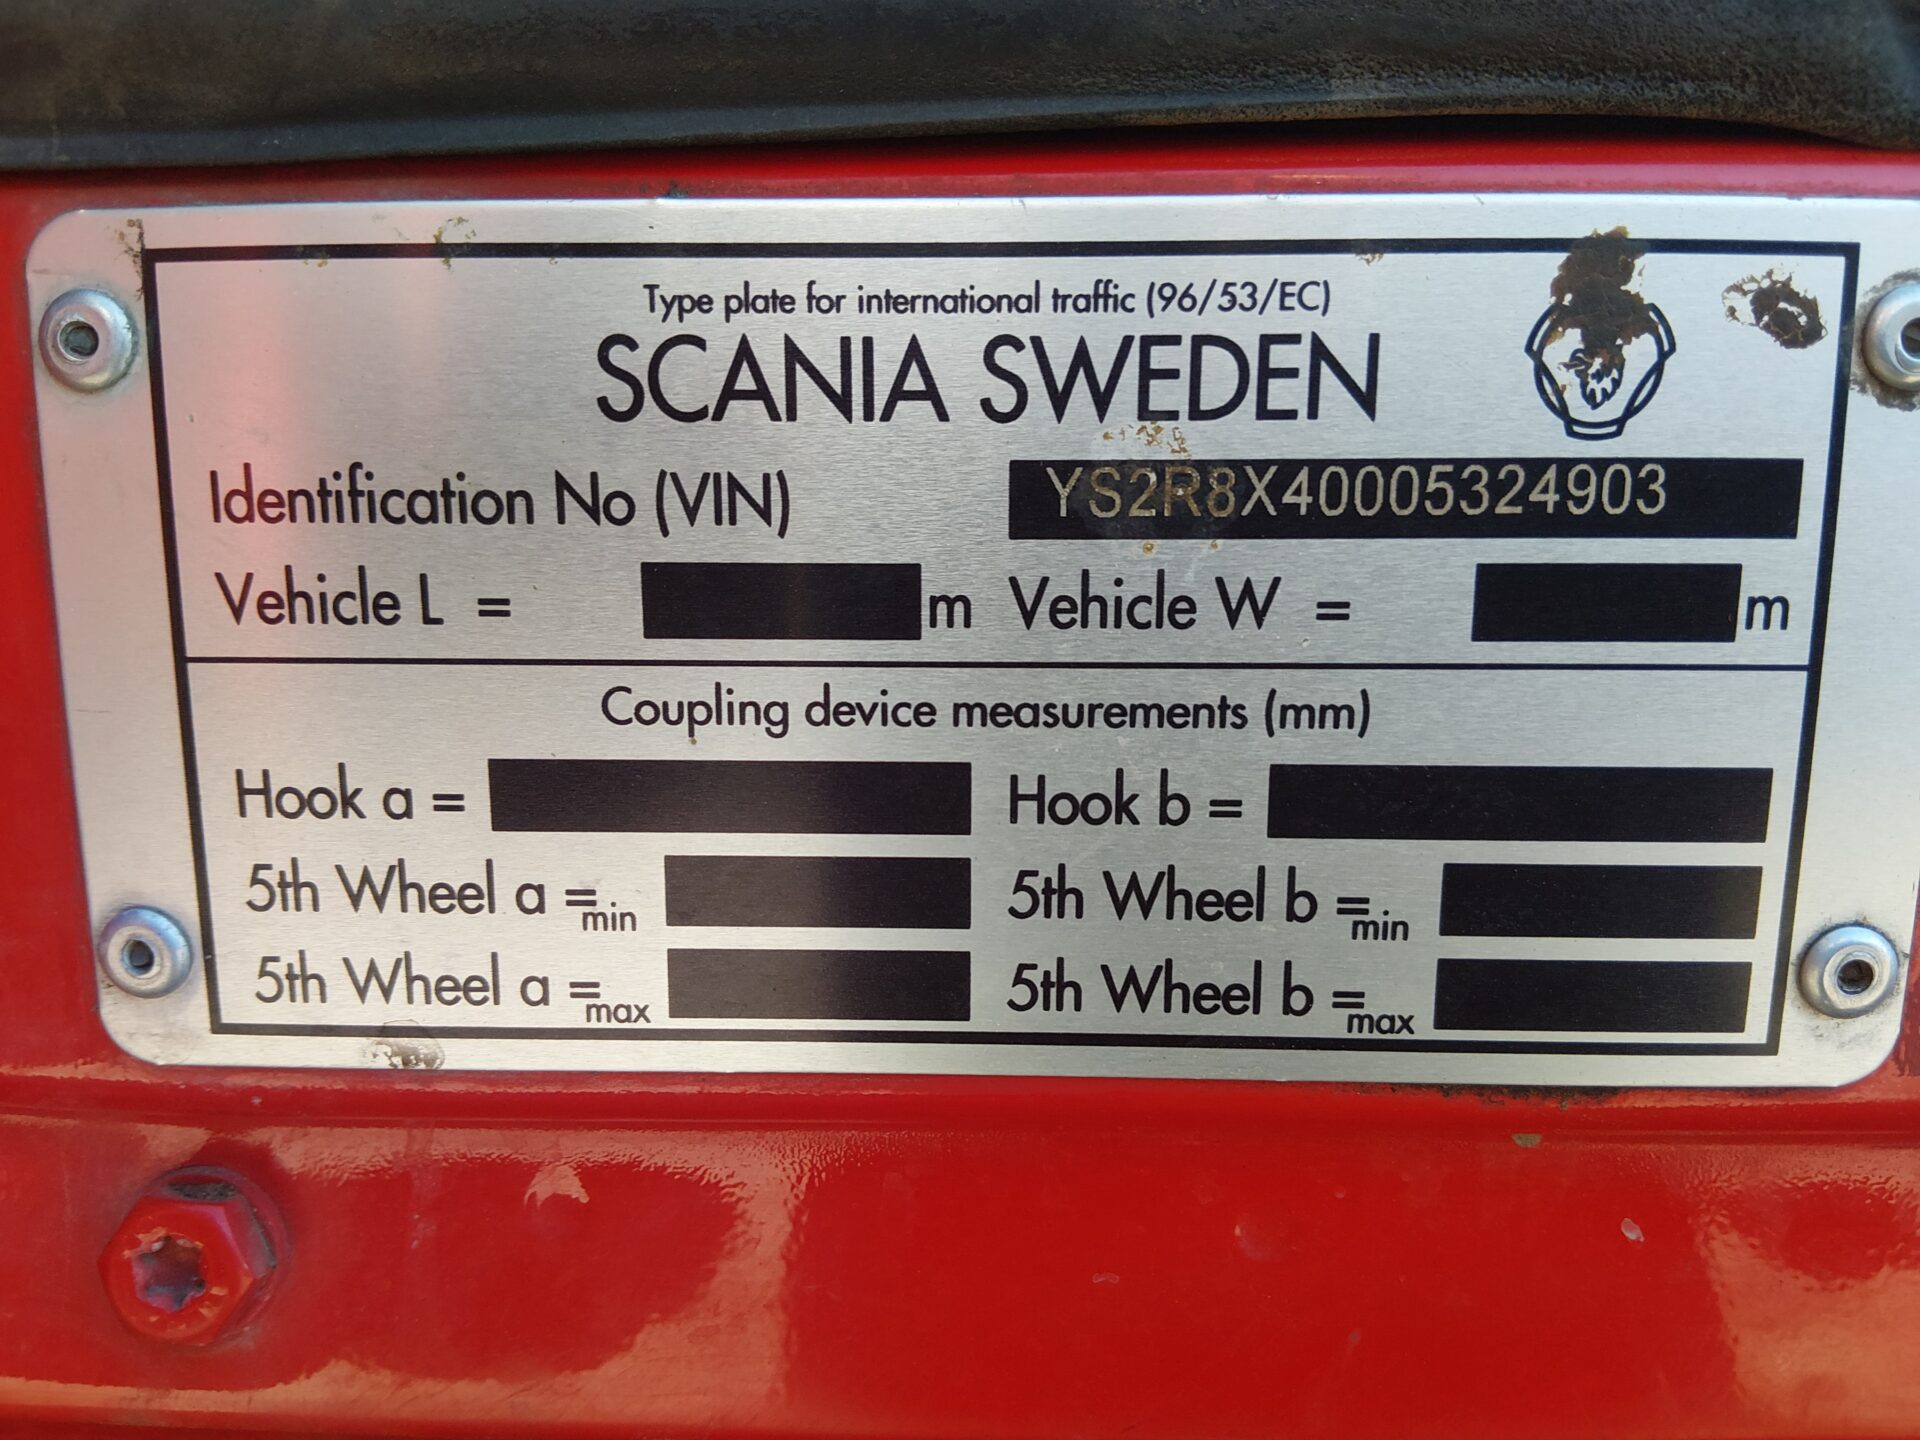 Type plate for international traffic (96/53/EC)
SCANIA SWEDEN
Identification No (VIN) YS2R8X40005324903
Vehicle L = m Vehicle W = m
Coupling device measurements (mm)
Hook a = Hook b =
5th Wheel a =min 5th Wheel b =min
5th Wheel a =max 5th Wheel b =max